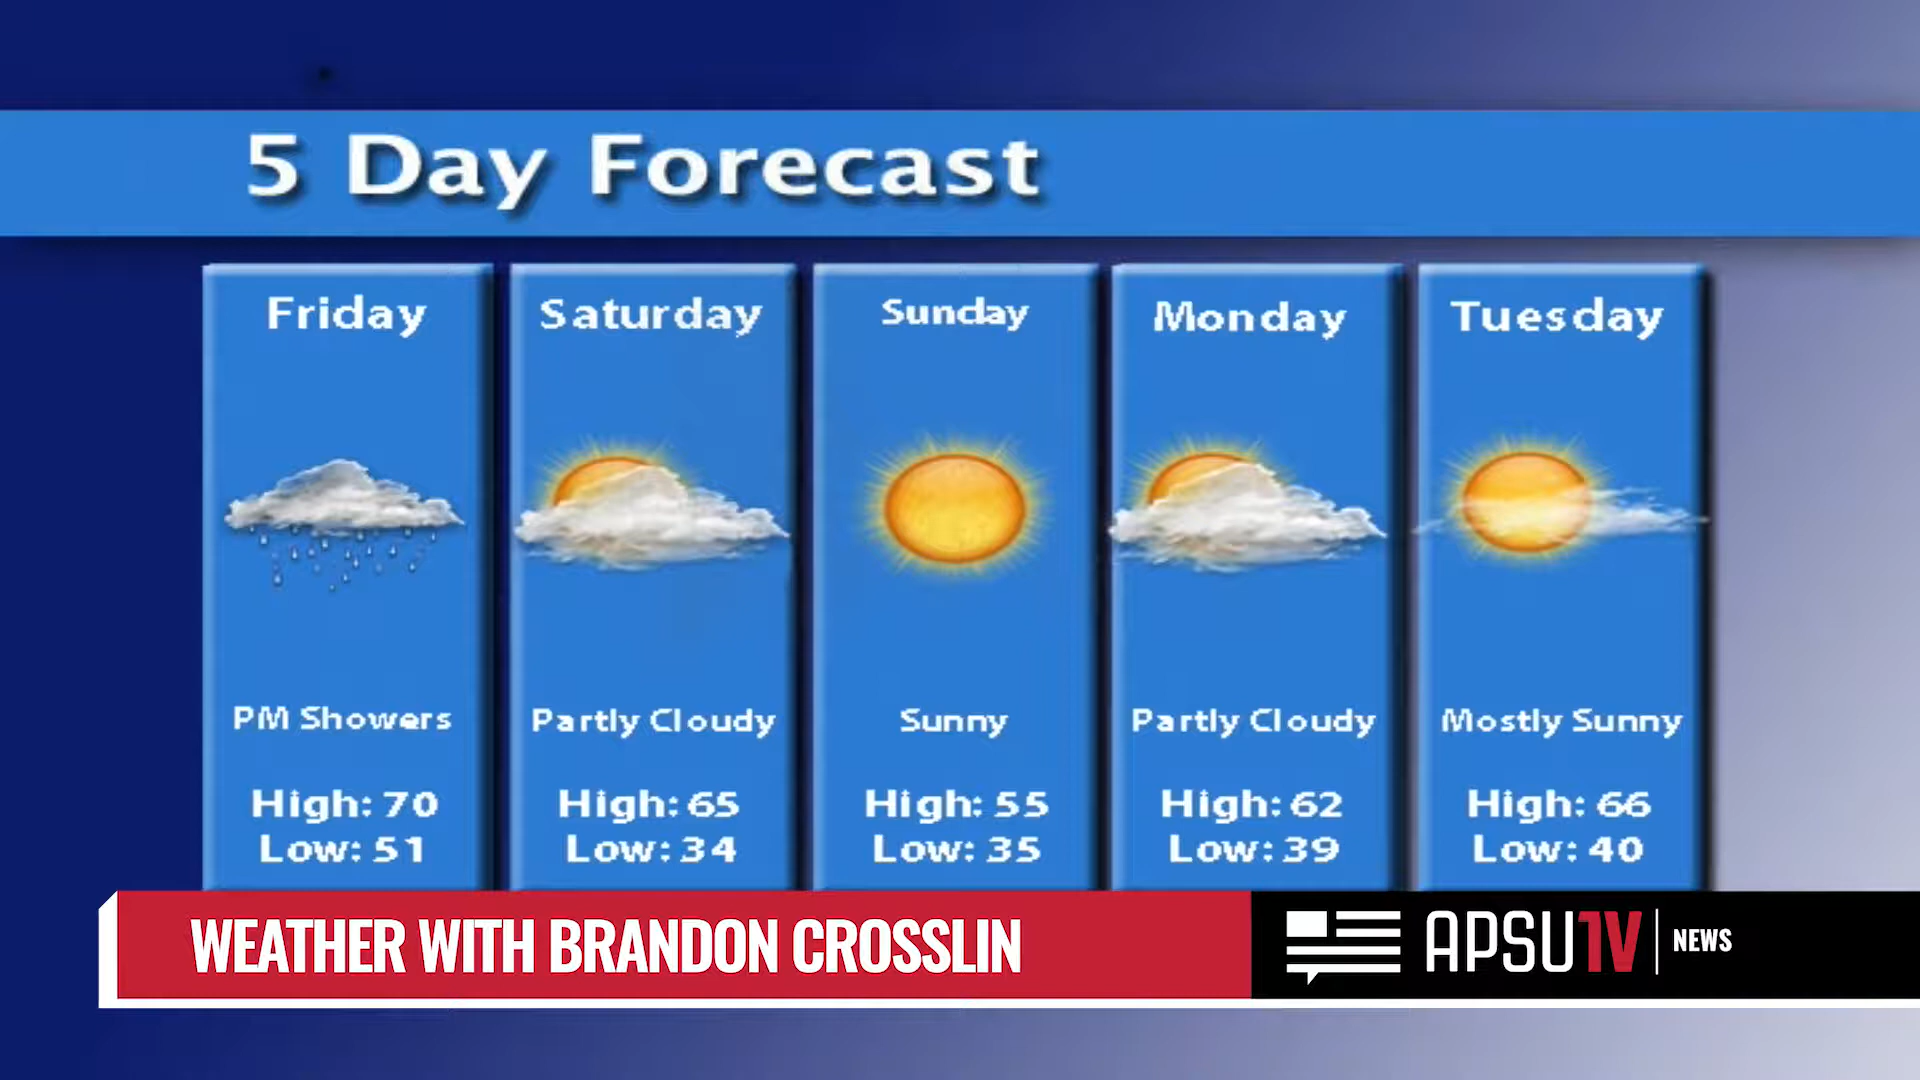 5 Day Forecast
Friday
PM Showers
High: 70
Low: 51
Saturday
Partly Cloudy
High: 65
Low: 34
Sunday
Sunny
High: 55
Low: 35
Monday
Partly Cloudy
High: 62
Low: 39
Tuesday
Mostly Sunny
High: 66
Low: 40
WEATHER WITH BRANDON CROSSLIN
APSUTV NEWS